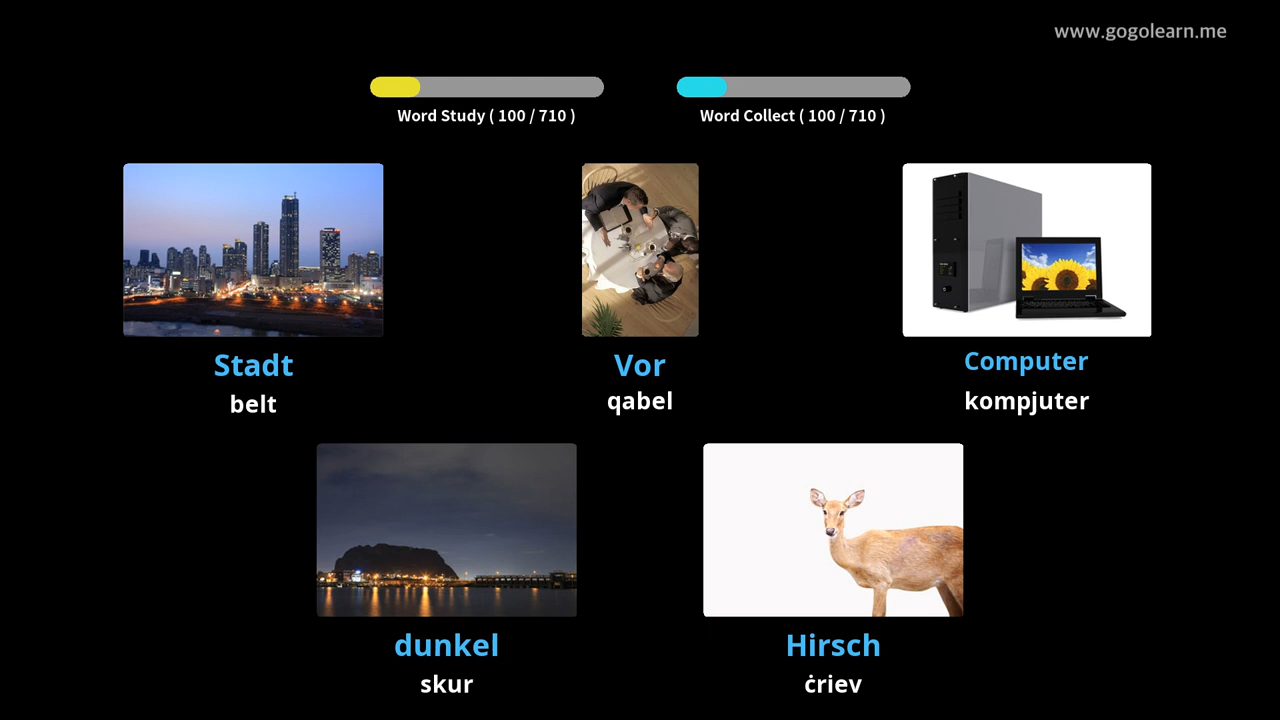 www.gogolearn.me
Word Study ( 100 / 710 )
Word Collect ( 100 / 710 )
Stadt
belt
Vor
qabel
Computer
kompjuter
dunkel
skur
Hirsch
ċriev